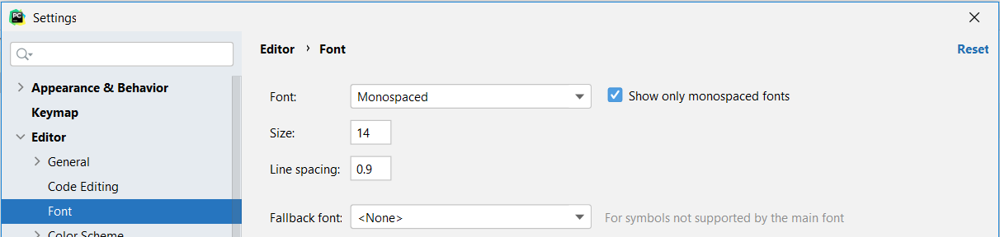 PC
Settings
Appearance & Behavior
Keymap
Editor
General
Code Editing
Font
Color Scheme
Editor › Font
Reset
Font: Monospaced Show only monospaced fonts
Size: 14
Line spacing: 0.9
Fallback font: <None> For symbols not supported by the main font